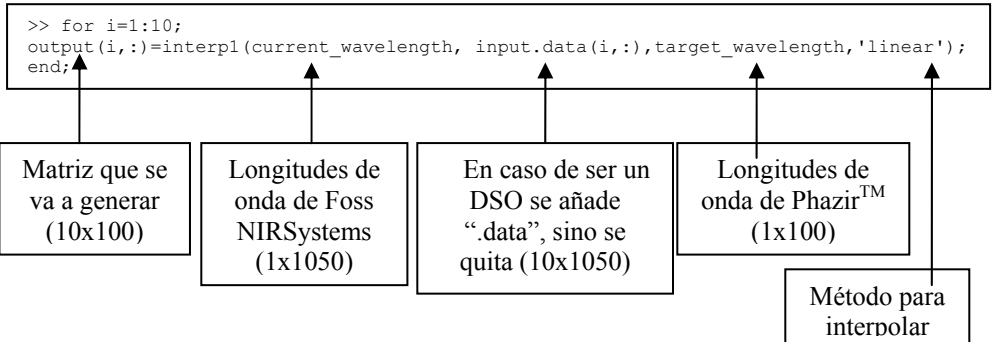 >> for i=1:10;
output(i,:)=interp1(current_wavelength, input.data(i,:),target_wavelength,'linear');
end;
Matriz que se
va a generar
(10x100)
Longitudes de
onda de Foss
NIRSystems
(1x1050)
En caso de ser un
DSO se añade
“.data”, sino se
quita (10x1050)
Longitudes de
onda de Phazir™
(1x100)
Método para
interpolar